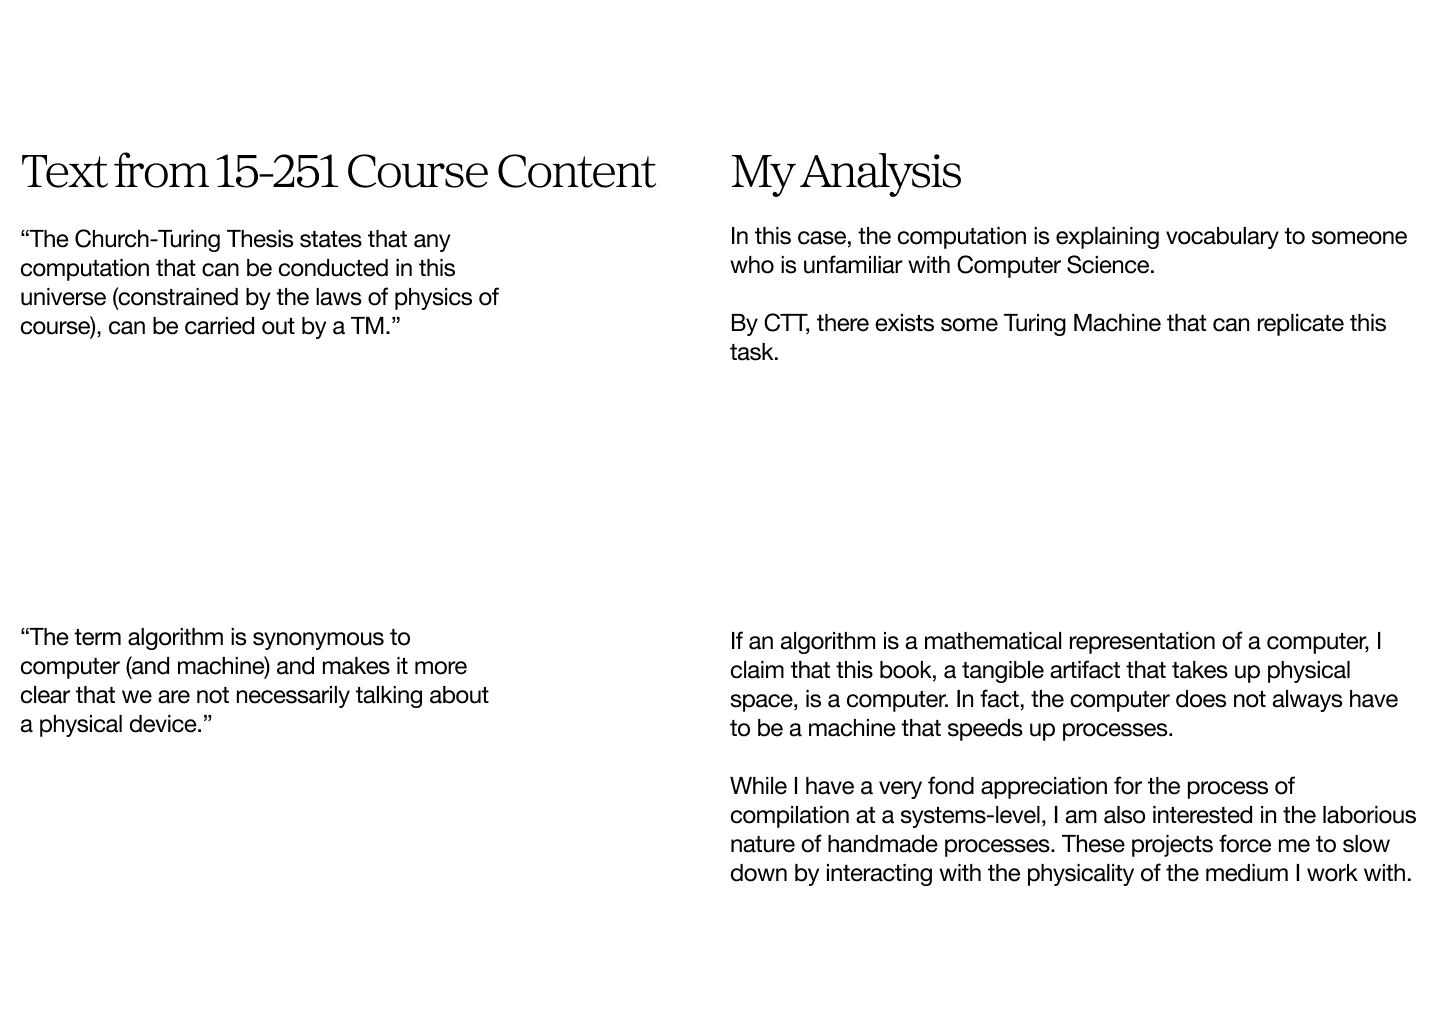 Text from 15-251 Course Content
“The Church-Turing Thesis states that any
computation that can be conducted in this
universe (constrained by the laws of physics of
course), can be carried out by a TM.”
“The term algorithm is synonymous to
computer (and machine) and makes it more
clear that we are not necessarily talking about
a physical device.”
My Analysis
In this case, the computation is explaining vocabulary to someone
who is unfamiliar with Computer Science.
By CTT, there exists some Turing Machine that can replicate this
task.
If an algorithm is a mathematical representation of a computer, I
claim that this book, a tangible artifact that takes up physical
space, is a computer. In fact, the computer does not always have
to be a machine that speeds up processes.
While I have a very fond appreciation for the process of
compilation at a systems-level, I am also interested in the laborious
nature of handmade processes. These projects force me to slow
down by interacting with the physicality of the medium I work with.